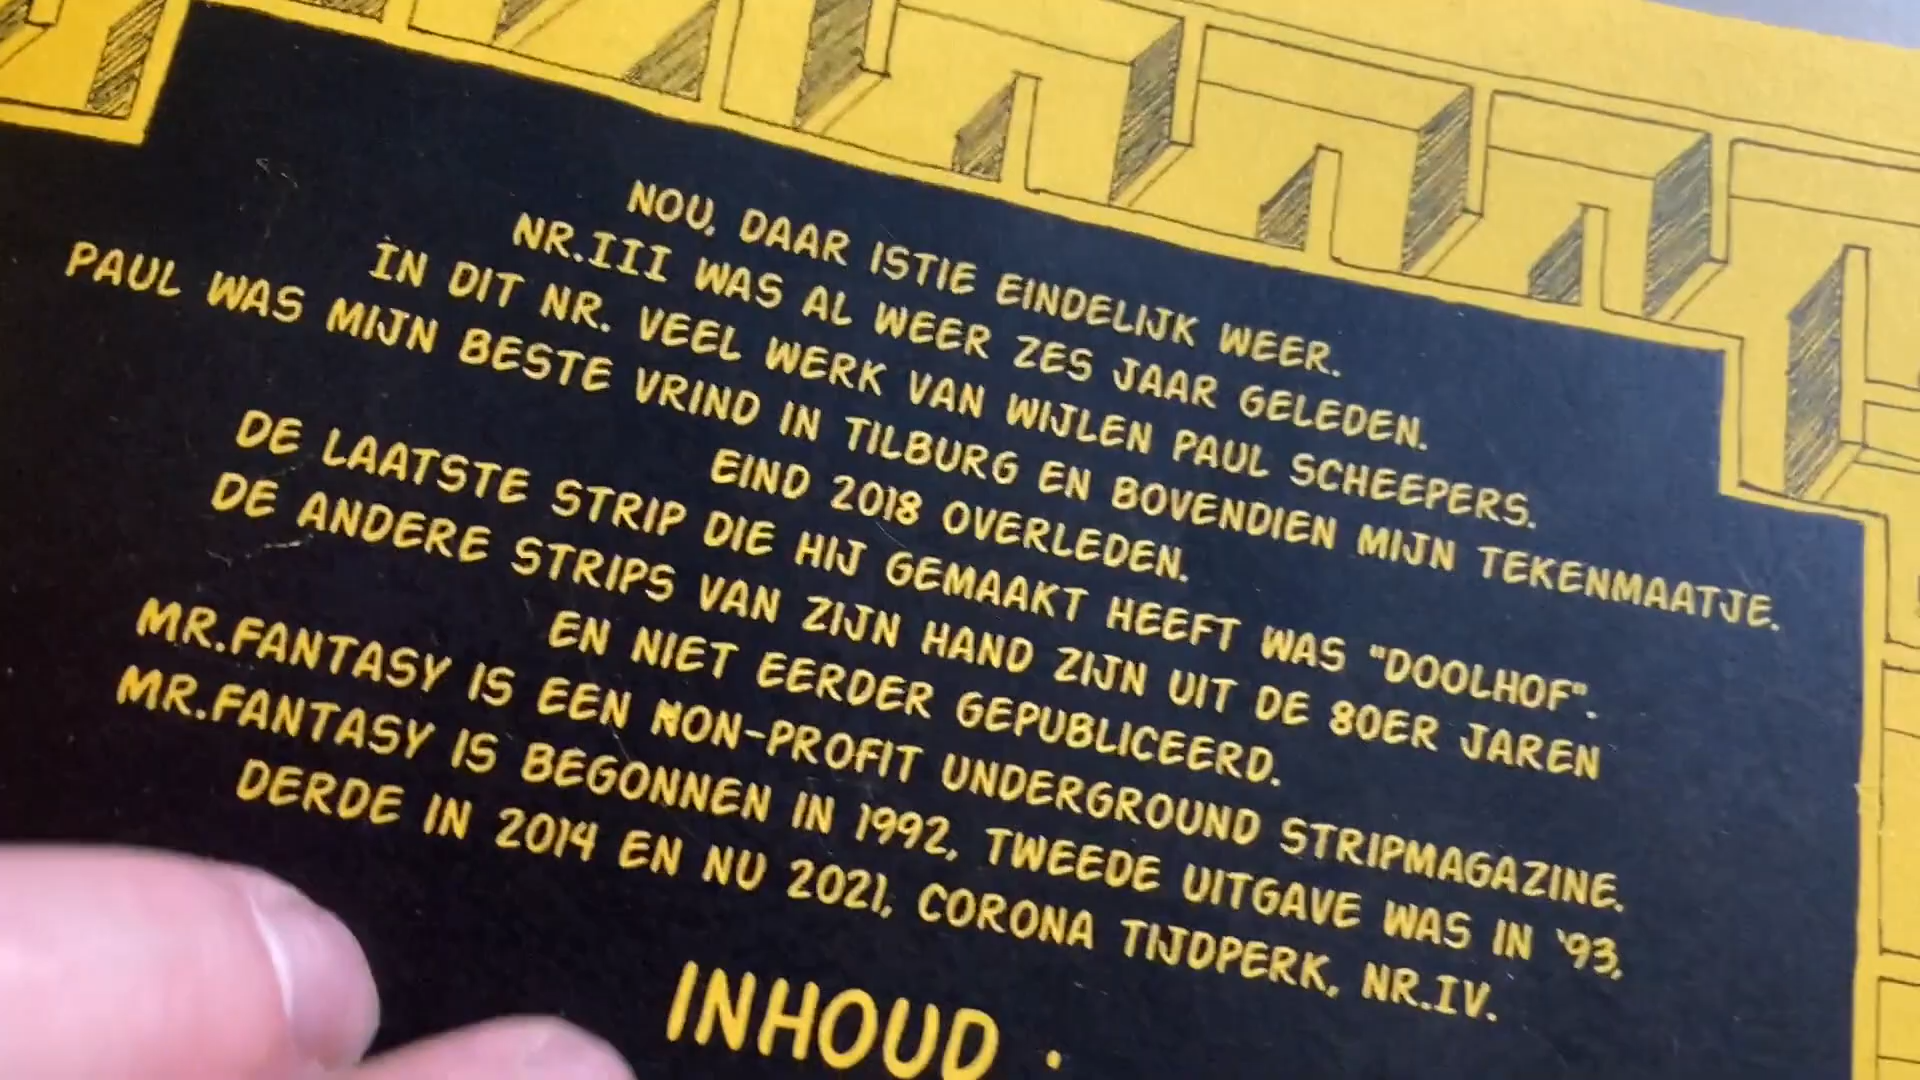 NOU, DAAR ISTIE EINDELIJK WEER.
NR.III WAS AL WEER ZES JAAR GELEDEN.
IN DIT NR. VEEL WERK VAN WIJLEN PAUL SCHEEPERS.
PAUL WAS MIJN BESTE VRIND IN TILBURG EN BOVENDIEN MIJN TEKENMAATJE.
EIND 2018 OVERLEDEN.
DE LAATSTE STRIP DIE HIJ GEMAAKT HEEFT WAS "DOOLHOF".
DE ANDERE STRIPS VAN ZIJN HAND ZIJN UIT DE 80ER JAREN
EN NIET EERDER GEPUBLICEERD.
MR.FANTASY IS EEN NON-PROFIT UNDERGROUND STRIPMAGAZINE.
MR.FANTASY IS BEGONNEN IN 1992, TWEEDE UITGAVE WAS IN '93,
DERDE IN 2014 EN NU 2021, CORONA TIJDPERK, NR.IV.
INHOUD .